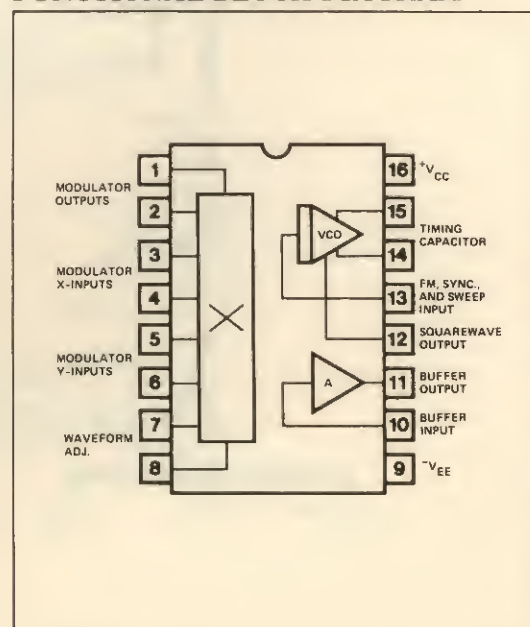 1
MODULATOR
OUTPUTS
2
3
MODULATOR
X-INPUTS
4
5
MODULATOR
Y-INPUTS
6
7
WAVEFORM
ADJ.
8
VCO
A
16
+VCC
15
TIMING
CAPACITOR
14
13
FM, SYNC.,
AND SWEEP
INPUT
12
SQUAREWAVE
OUTPUT
11
BUFFER
OUTPUT
10
BUFFER
INPUT
9
-VEE